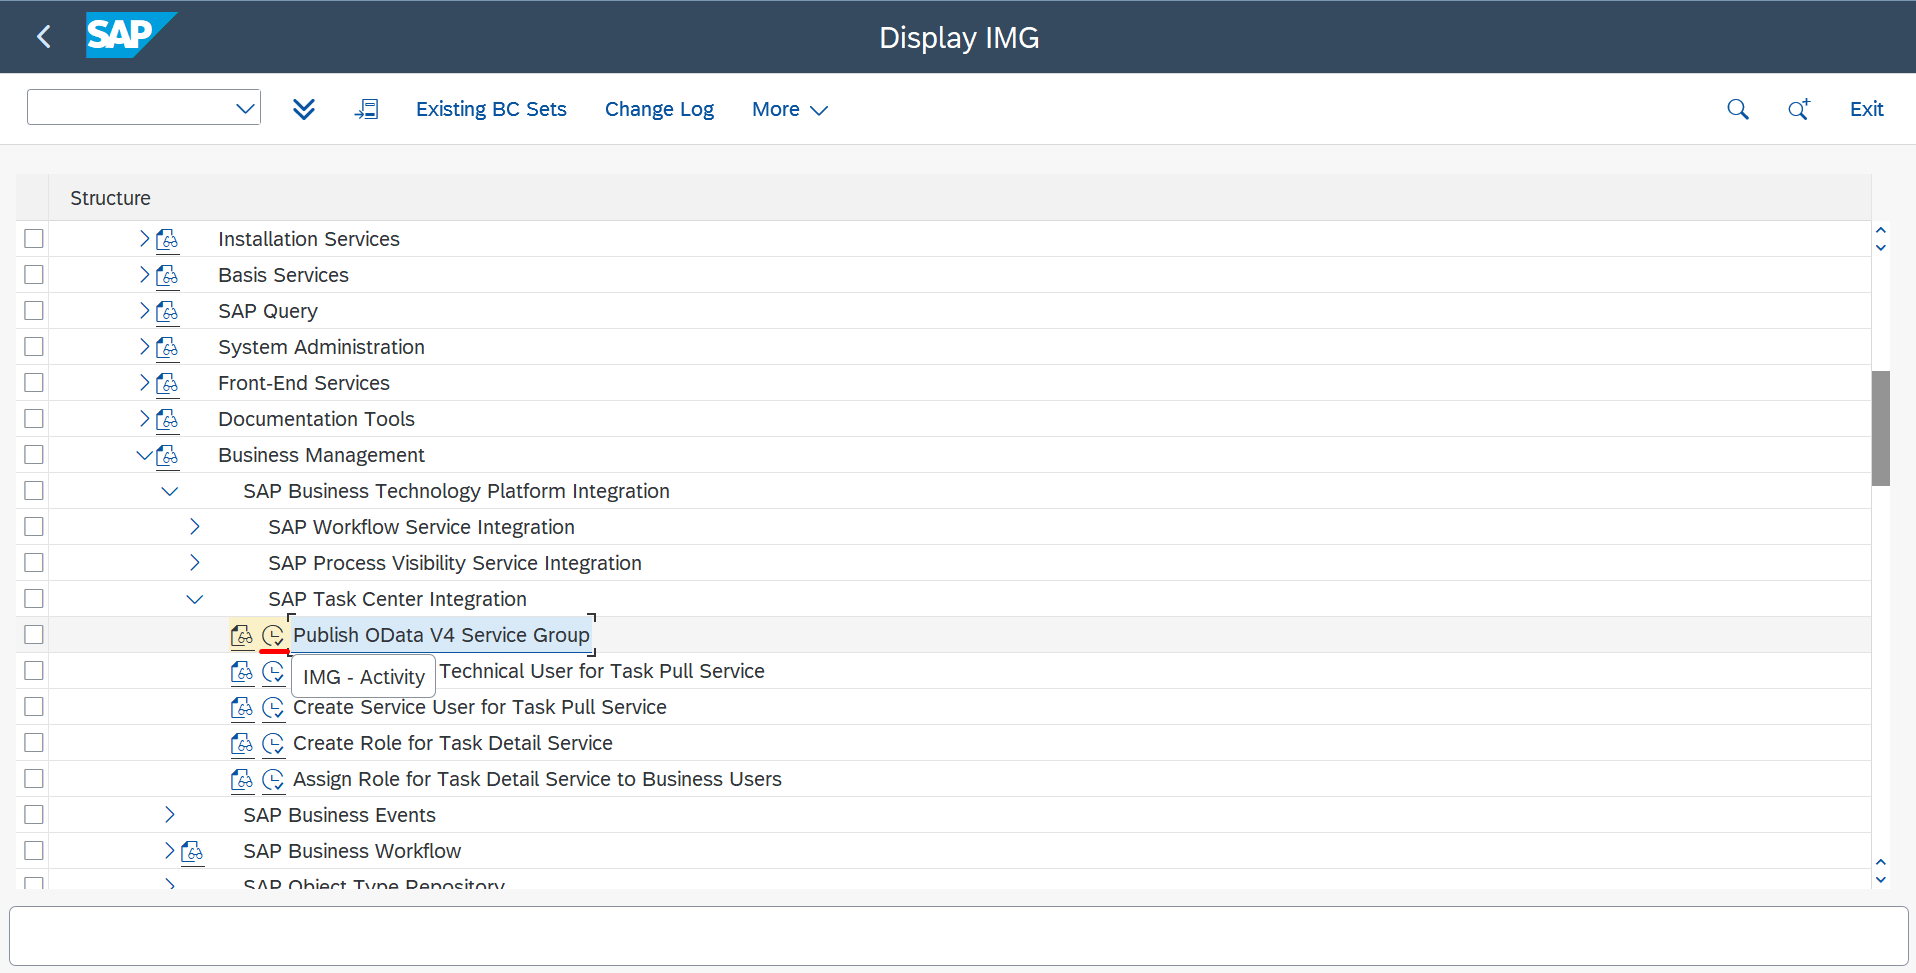 SAP
Display IMG
Existing BC Sets Change Log More Exit
Structure
Installation Services
Basis Services
SAP Query
System Administration
Front-End Services
Documentation Tools
Business Management
SAP Business Technology Platform Integration
SAP Workflow Service Integration
SAP Process Visibility Service Integration
SAP Task Center Integration
Publish OData V4 Service Group
IMG - Activity Technical User for Task Pull Service
Create Service User for Task Pull Service
Create Role for Task Detail Service
Assign Role for Task Detail Service to Business Users
SAP Business Events
SAP Business Workflow
SAP Object Type Repository